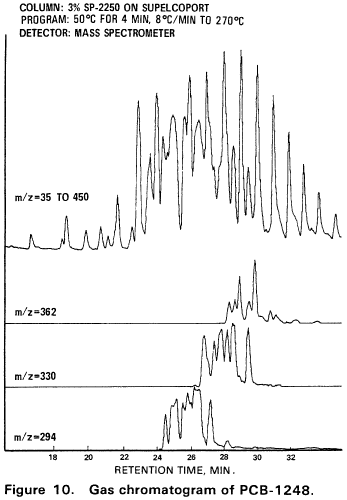 COLUMN: 3% SP-2250 ON SUPELCOPORT
PROGRAM: 50°C FOR 4 MIN, 8°C/MIN TO 270°C
DETECTOR: MASS SPECTROMETER
m/z=35 TO 450
m/z=362
m/z=330
m/z=294
18 20 22 24 26 28 30 32 34
RETENTION TIME, MIN.
Figure 10. Gas chromatogram of PCB-1248.